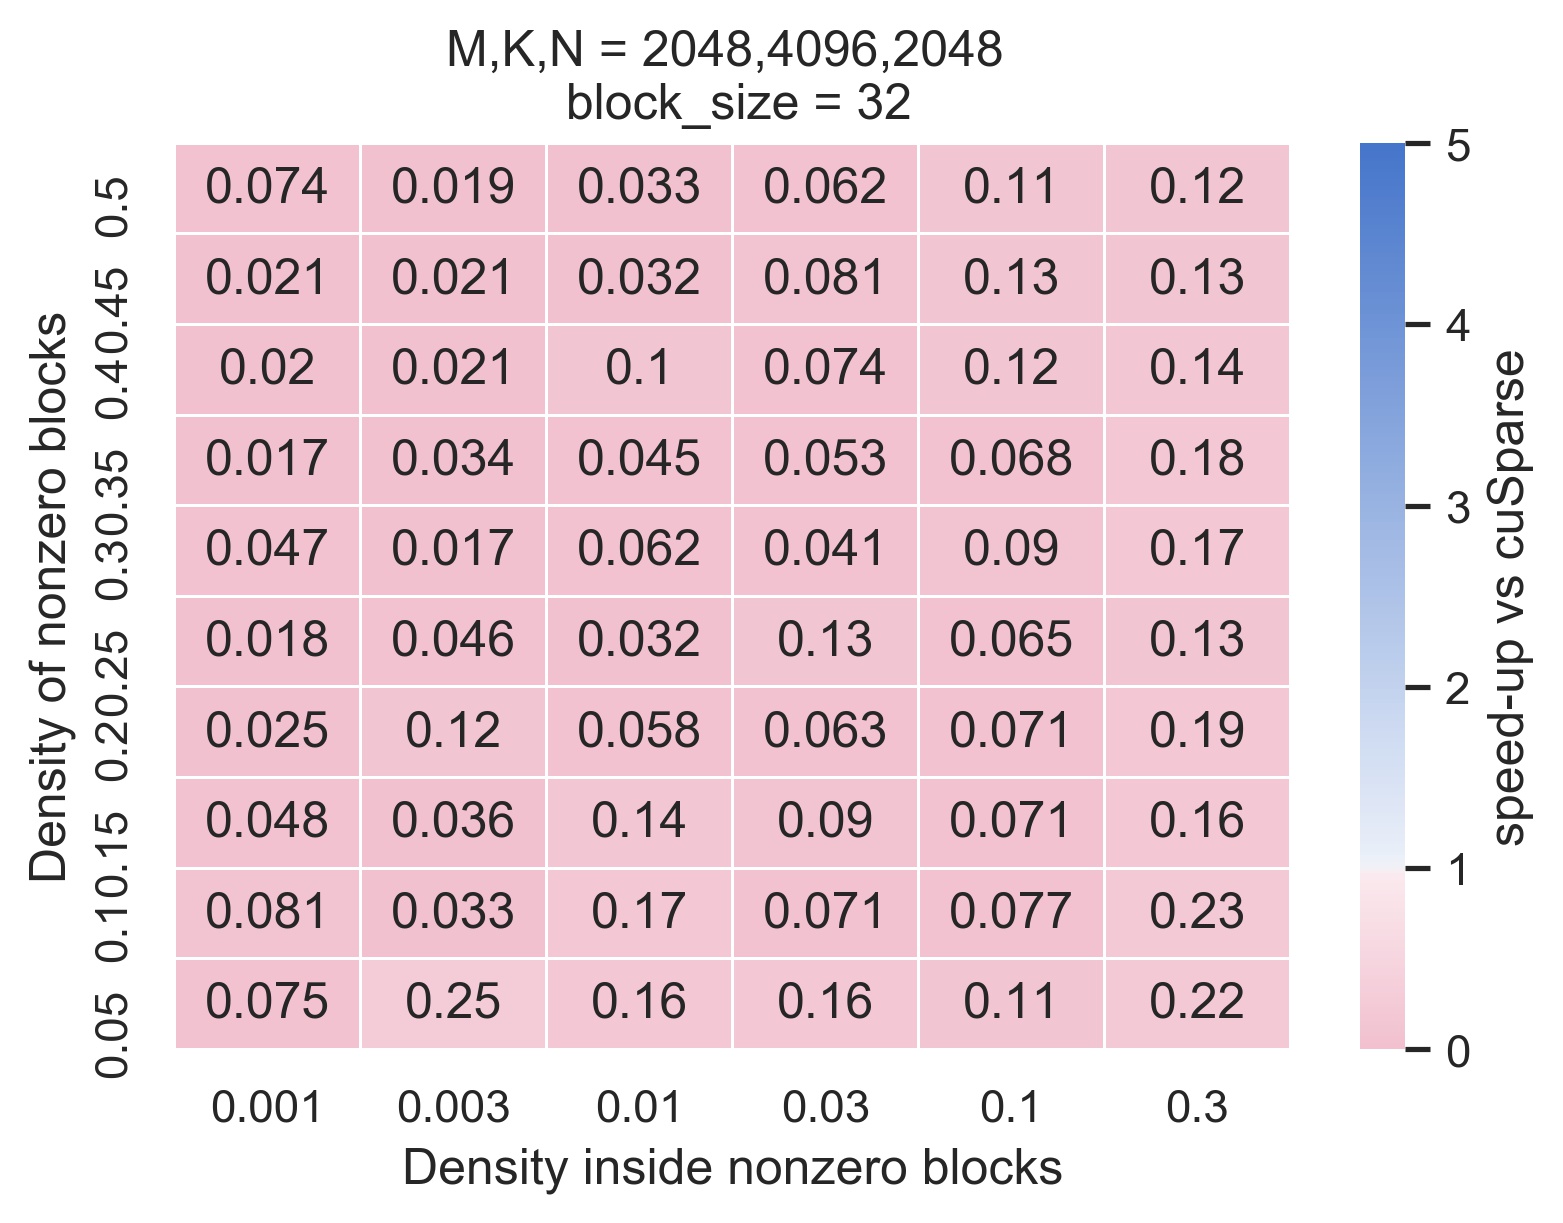 M,K,N = 2048,4096,2048
block_size = 32
0.5 0.074 0.019 0.033 0.062 0.11 0.12
0.45 0.021 0.021 0.032 0.081 0.13 0.13
0.4 0.02 0.021 0.1 0.074 0.12 0.14
0.35 0.017 0.034 0.045 0.053 0.068 0.18
0.3 0.047 0.017 0.062 0.041 0.09 0.17
0.25 0.018 0.046 0.032 0.13 0.065 0.13
0.2 0.025 0.12 0.058 0.063 0.071 0.19
0.15 0.048 0.036 0.14 0.09 0.071 0.16
0.1 0.081 0.033 0.17 0.071 0.077 0.23
0.05 0.075 0.25 0.16 0.16 0.11 0.22
0.001 0.003 0.01 0.03 0.1 0.3
Density inside nonzero blocks
Density of nonzero blocks
5
4
3
2
1
0
speed-up vs cuSparse